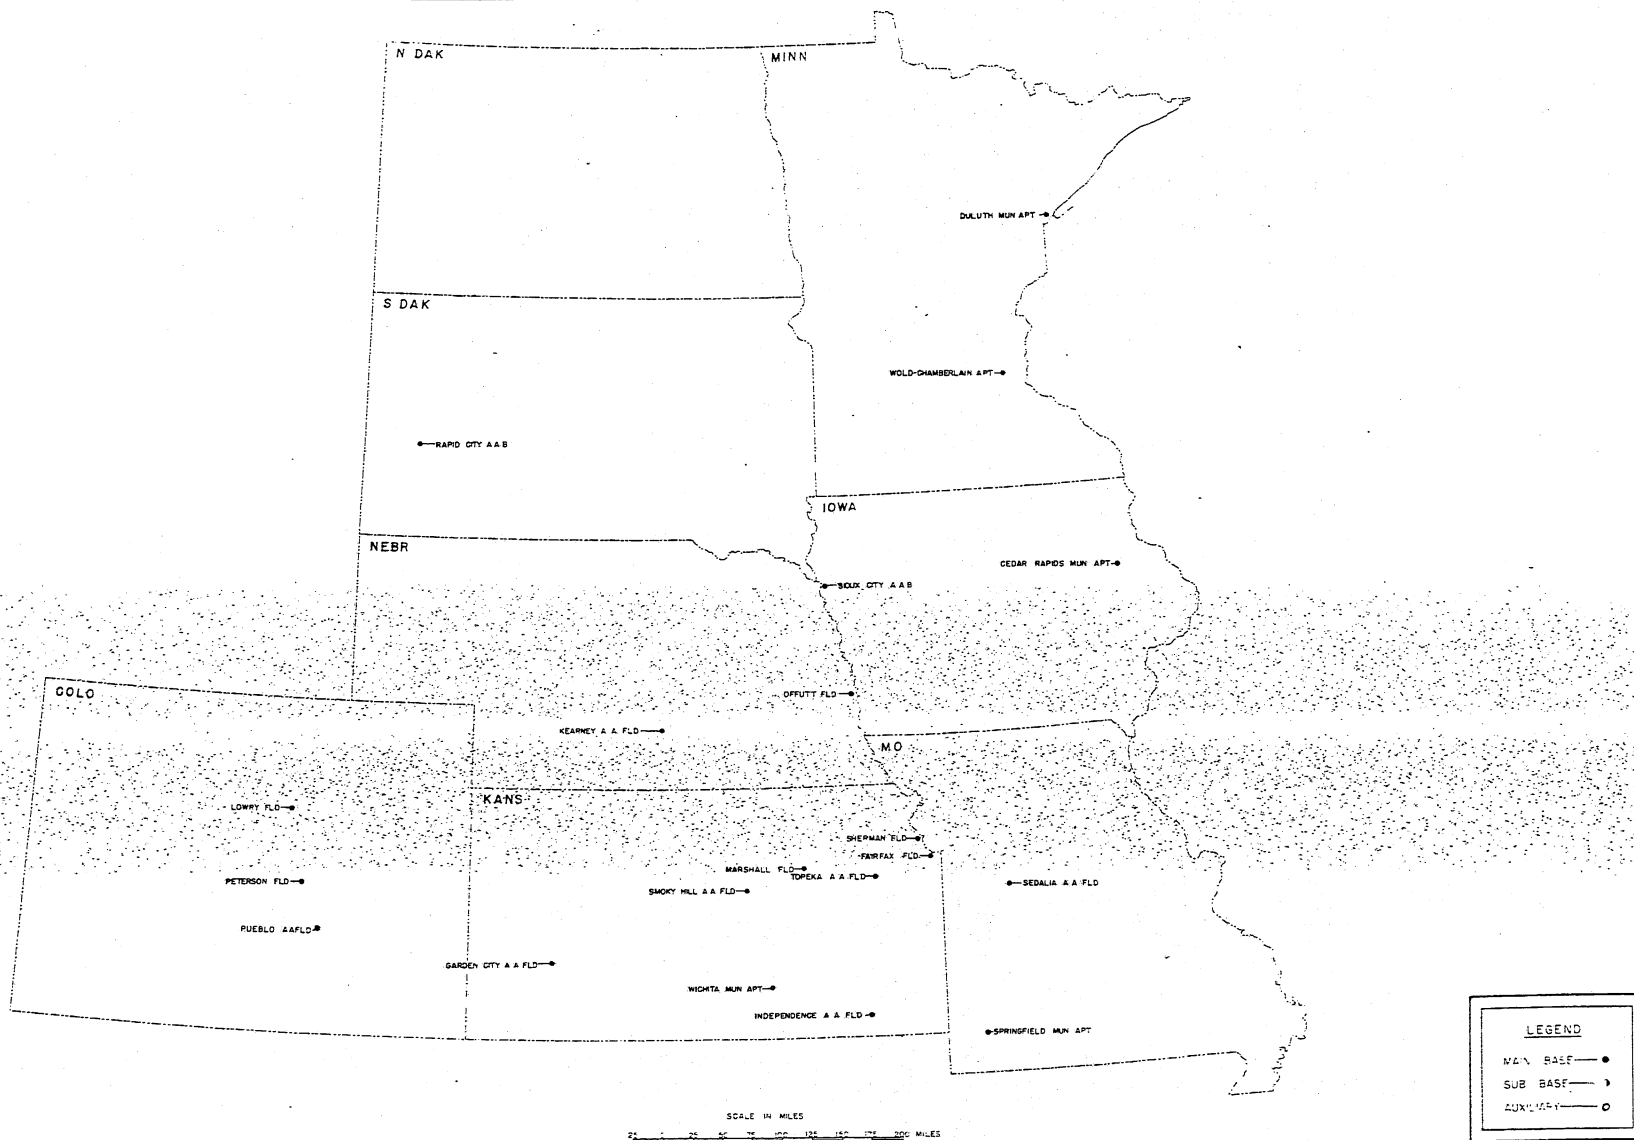 N DAK
MINN
DULUTH MUN APT
S DAK
WOLD-CHAMBERLAIN APT
RAPID CITY A A B
IOWA
NEBR
CEDAR RAPIDS MUN APT
SIOUX CITY A A B
COLO
OFFUTT FLD
KEARNEY A A FLD
MO
KANS
LOWRY FLD
SHERMAN FLD
FAIRFAX FLD
MARSHALL FLD
TOPEKA A A FLD
PETERSON FLD
SMOKY HILL A A FLD
SEDALIA A A FLD
PUEBLO AAFLD
GARDEN CITY A A FLD
WICHITA MUN APT
INDEPENDENCE A A FLD
SPRINGFIELD MUN APT
LEGEND
MAIN BASE
SUB BASE
AUXILIARY
SCALE IN MILES
25 0 25 50 75 100 125 150 175 200 MILES